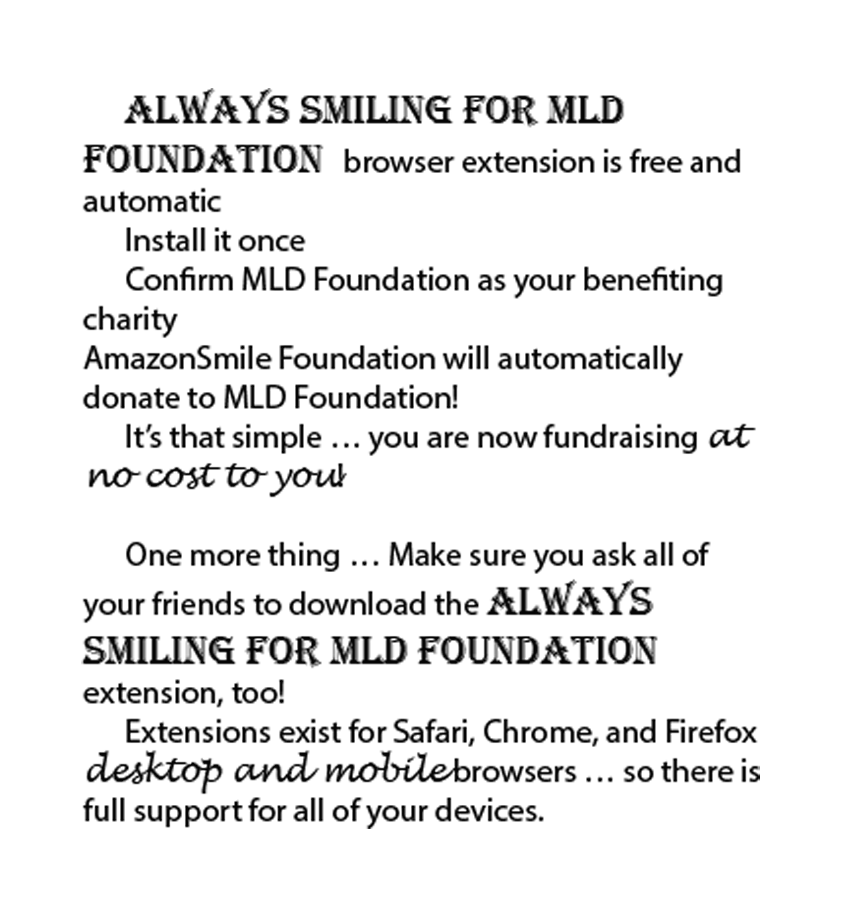 ALWAYS SMILING FOR MLD
FOUNDATION browser extension is free and
automatic
Install it once
Confirm MLD Foundation as your benefiting
charity
AmazonSmile Foundation will automatically
donate to MLD Foundation!
It’s that simple … you are now fundraising at
no cost to you!
One more thing … Make sure you ask all of
your friends to download the ALWAYS
SMILING FOR MLD FOUNDATION
extension, too!
Extensions exist for Safari, Chrome, and Firefox
desktop and mobile browsers … so there is
full support for all of your devices.